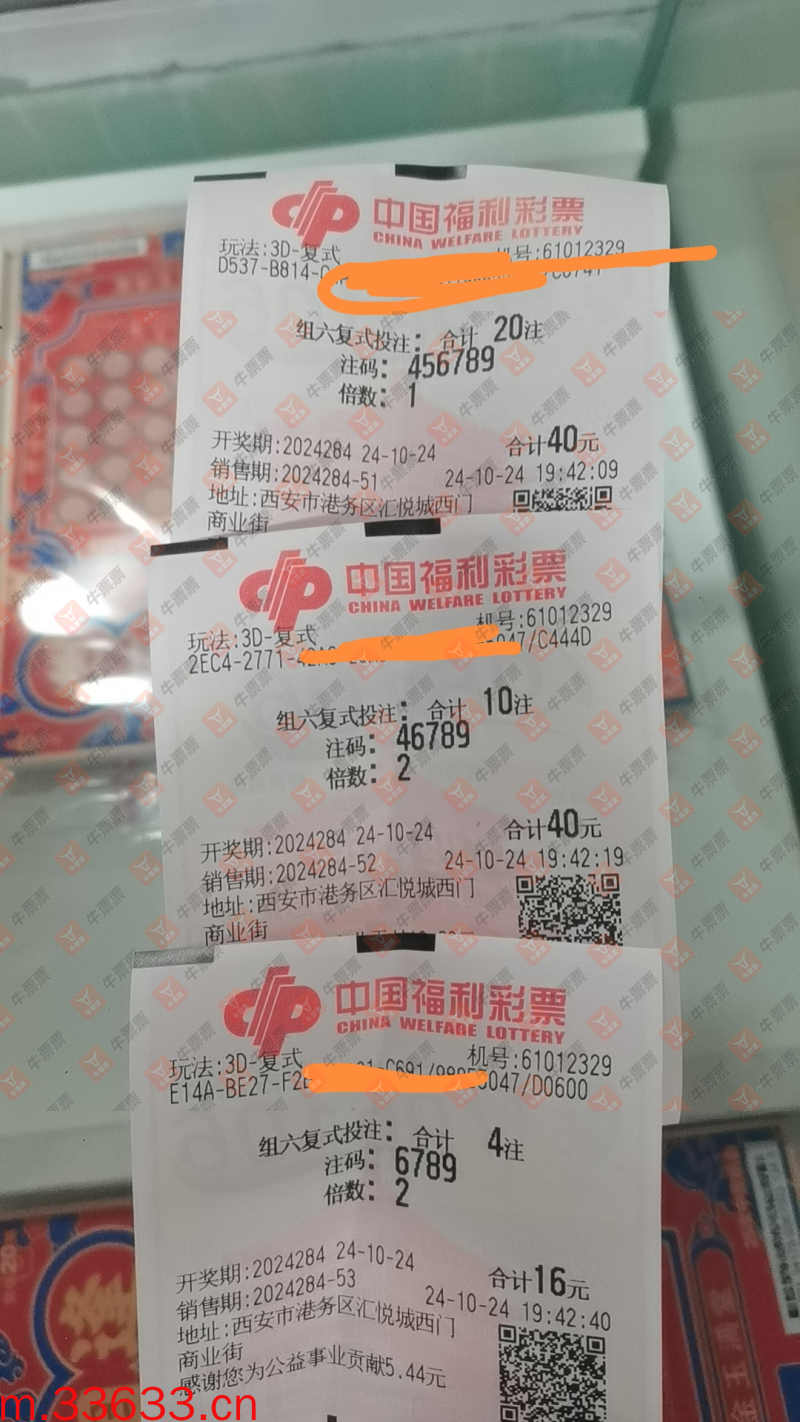 中国福利彩票
CHINA WELFARE LOTTERY
玩法:3D-复式 机号:61012329
D537-B814-
组六复式投注: 合计 20注
注码: 456789
倍数: 1
开奖期:2024284 24-10-24 合计40元
销售期:2024284-51 24-10-24 19:42:09
地址:西安市港务区汇悦城西门
商业街
中国福利彩票
CHINA WELFARE LOTTERY
玩法:3D-复式 机号:61012329
2EC4-2771- 047/C444D
组六复式投注: 合计 10注
注码: 46789
倍数: 2
开奖期:2024284 24-10-24 合计40元
销售期:2024284-52 24-10-24 19:42:19
地址:西安市港务区汇悦城西门
商业街
中国福利彩票
CHINA WELFARE LOTTERY
玩法:3D-复式 机号:61012329
E14A-BE27- 047/D0600
组六复式投注: 合计 4注
注码: 6789
倍数: 2
开奖期:2024284 24-10-24 合计16元
销售期:2024284-53 24-10-24 19:42:40
地址:西安市港务区汇悦城西门
商业街
感谢您为公益事业贡献5.44元
牛票票
m.33633.cn